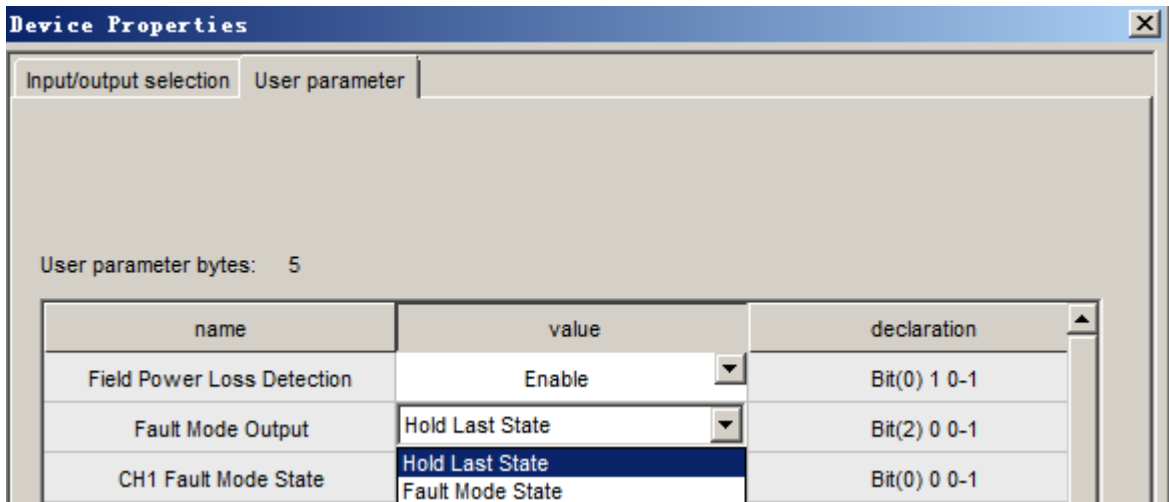 Device Properties
Input/output selection User parameter
User parameter bytes: 5
name value declaration
Field Power Loss Detection Enable Bit(0) 1 0-1
Fault Mode Output Hold Last State Bit(2) 0 0-1
Hold Last State
CH1 Fault Mode State Bit(0) 0 0-1
Fault Mode State